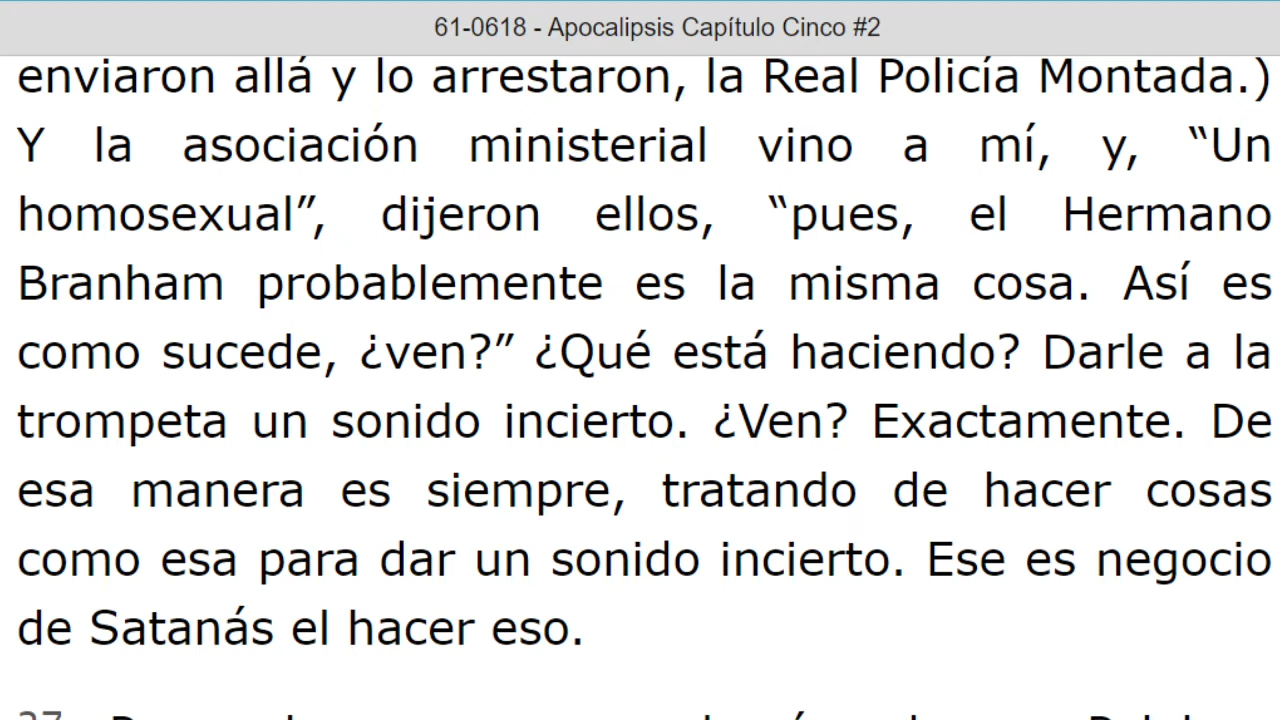 61-0618 - Apocalipsis Capítulo Cinco #2
enviaron allá y lo arrestaron, la Real Policía Montada.)
Y la asociación ministerial vino a mí, y, “Un
homosexual”, dijeron ellos, “pues, el Hermano
Branham probablemente es la misma cosa. Así es
como sucede, ¿ven?” ¿Qué está haciendo? Darle a la
trompeta un sonido incierto. ¿Ven? Exactamente. De
esa manera es siempre, tratando de hacer cosas
como esa para dar un sonido incierto. Ese es negocio
de Satanás el hacer eso.